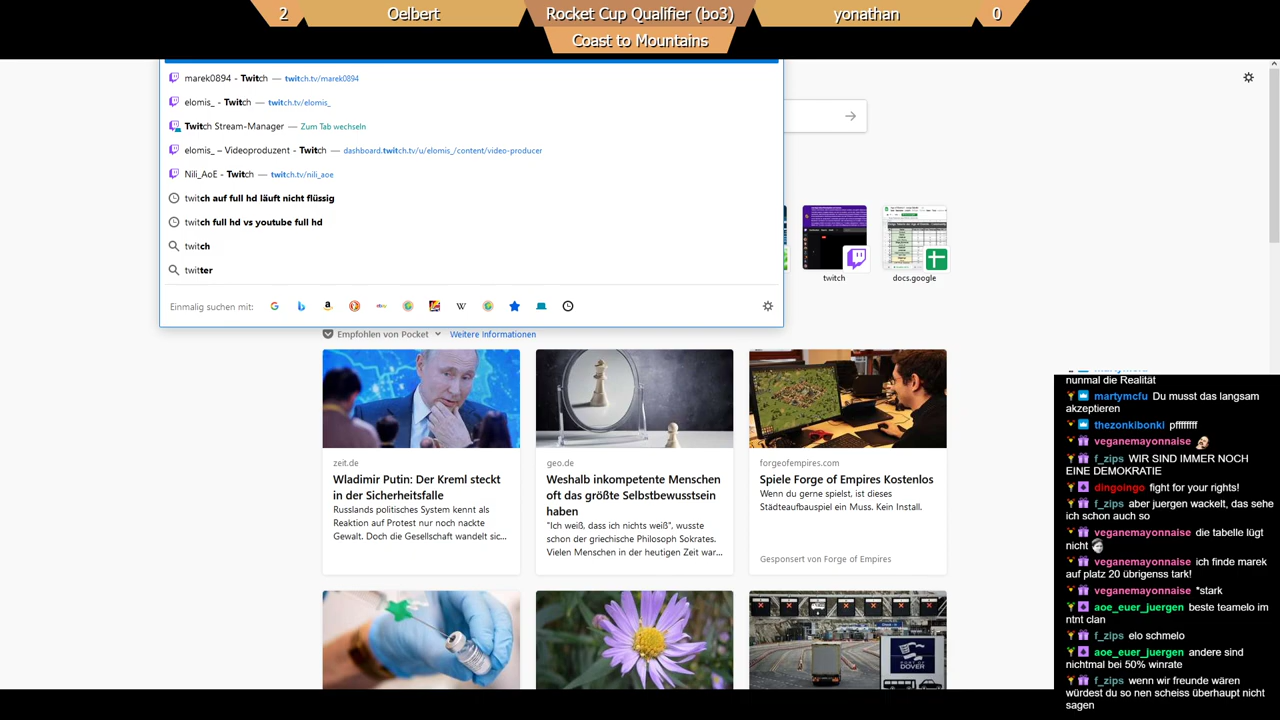 2
Oelbert
Rocket Cup Qualifier (bo3)
yonathan
0
Coast to Mountains
marek0894 - Twitch — twitch.tv/marek0894
elomis_ - Twitch — twitch.tv/elomis_
Twitch Stream-Manager — Zum Tab wechseln
elomis_ – Videoproduzent - Twitch — dashboard.twitch.tv/u/elomis_/content/video-producer
Nili_AoE - Twitch — twitch.tv/nili_aoe
twitch auf full hd läuft nicht flüssig
twitch full hd vs youtube full hd
twitch
twitter
Einmalig suchen mit:
twitch
docs.google
Empfohlen von Pocket
Weitere Informationen
zeit.de
Wladimir Putin: Der Kreml steckt
in der Sicherheitsfalle
Russlands politisches System kennt als
Reaktion auf Protest nur noch nackte
Gewalt. Doch die Gesellschaft wandelt sic...
geo.de
Weshalb inkompetente Menschen
oft das größte Selbstbewusstsein
haben
"Ich weiß, dass ich nichts weiß", wusste
schon der griechische Philosoph Sokrates.
Vielen Menschen in der heutigen Zeit war...
forgeofempires.com
Spiele Forge of Empires Kostenlos
Wenn du gerne spielst, ist dieses
Städteaufbauspiel ein Muss. Kein Install.
Gesponsert von Forge of Empires
PORT OF
DOVER
nunmal die Realität
martymcfu Du musst das langsam
akzeptieren
thezonkibonki pffffffff
veganemayonnaise
f_zips WIR SIND IMMER NOCH
EINE DEMOKRATIE
dingoingo fight for your rights!
f_zips aber juergen wackelt, das sehe
ich schon auch so
veganemayonnaise die tabelle lügt
nicht
veganemayonnaise ich finde marek
auf platz 20 übrigenss tark!
veganemayonnaise *stark
aoe_euer_juergen beste teamelo im
ntnt clan
f_zips elo schmelo
aoe_euer_juergen andere sind
nichtmal bei 50% winrate
f_zips wenn wir freunde wären
würdest du so nen scheiss überhaupt nicht
sagen